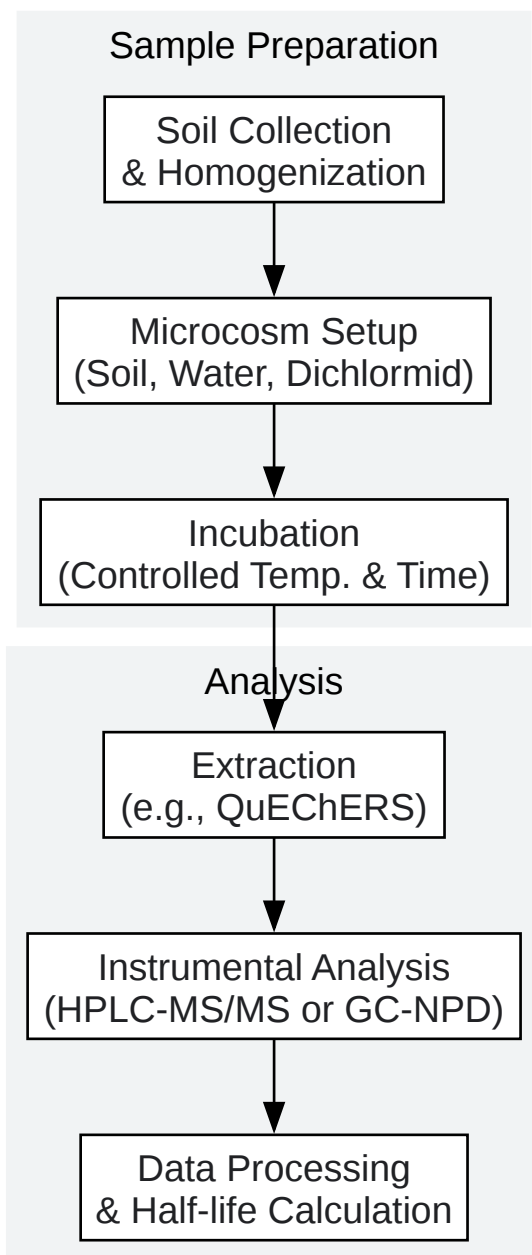 Sample Preparation
Soil Collection
& Homogenization
Microcosm Setup
(Soil, Water, Dichlormid)
Incubation
(Controlled Temp. & Time)
Analysis
Extraction
(e.g., QuEChERS)
Instrumental Analysis
(HPLC-MS/MS or GC-NPD)
Data Processing
& Half-life Calculation